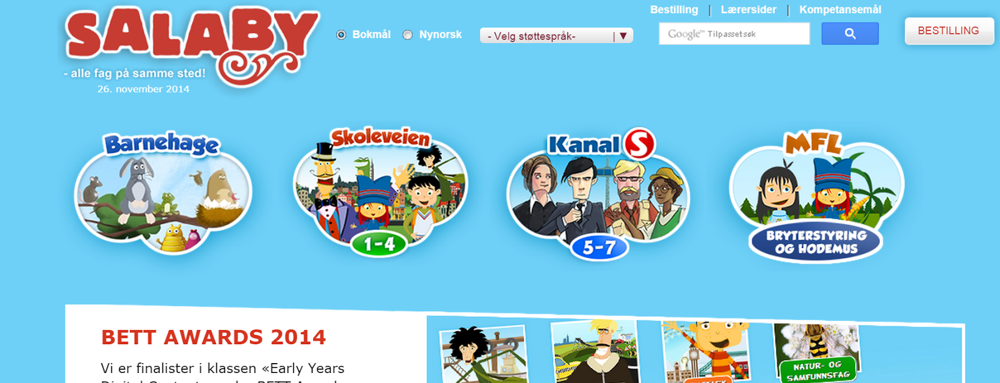 SALABY
- alle fag på samme sted!
26. november 2014
Bokmål
Nynorsk
- Velg støttespråk- | ▼
Bestilling | Lærersider | Kompetansemål
Google™ Tilpasset søk
BESTILLING
Barnehage
Skoleveien
1-4
Kanal S
5-7
MFL
BRYTERSTYRING
OG HODEMUS
BETT AWARDS 2014
Vi er finalister i klassen «Early Years
NATUR- OG
SAMFUNNSFAG